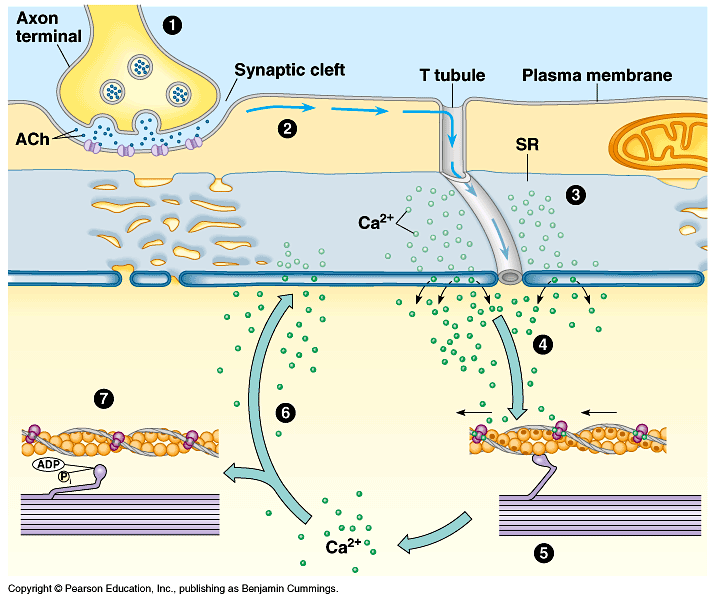 Axon
terminal
1
Synaptic cleft
T tubule
Plasma membrane
2
ACh
SR
3
Ca2+
4
7
6
ADP
P
Ca2+
5
Copyright © Pearson Education, Inc., publishing as Benjamin Cummings.